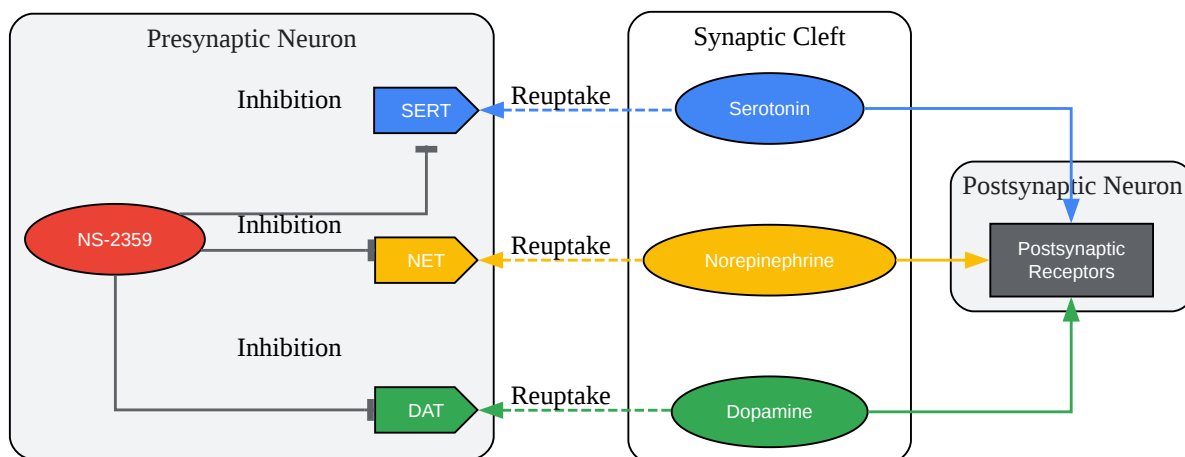 Presynaptic Neuron
Synaptic Cleft
Inhibition
SERT
Reuptake
Serotonin
Postsynaptic Neuron
NS-2359
Inhibition
NET
Reuptake
Norepinephrine
Postsynaptic
Receptors
Inhibition
DAT
Reuptake
Dopamine